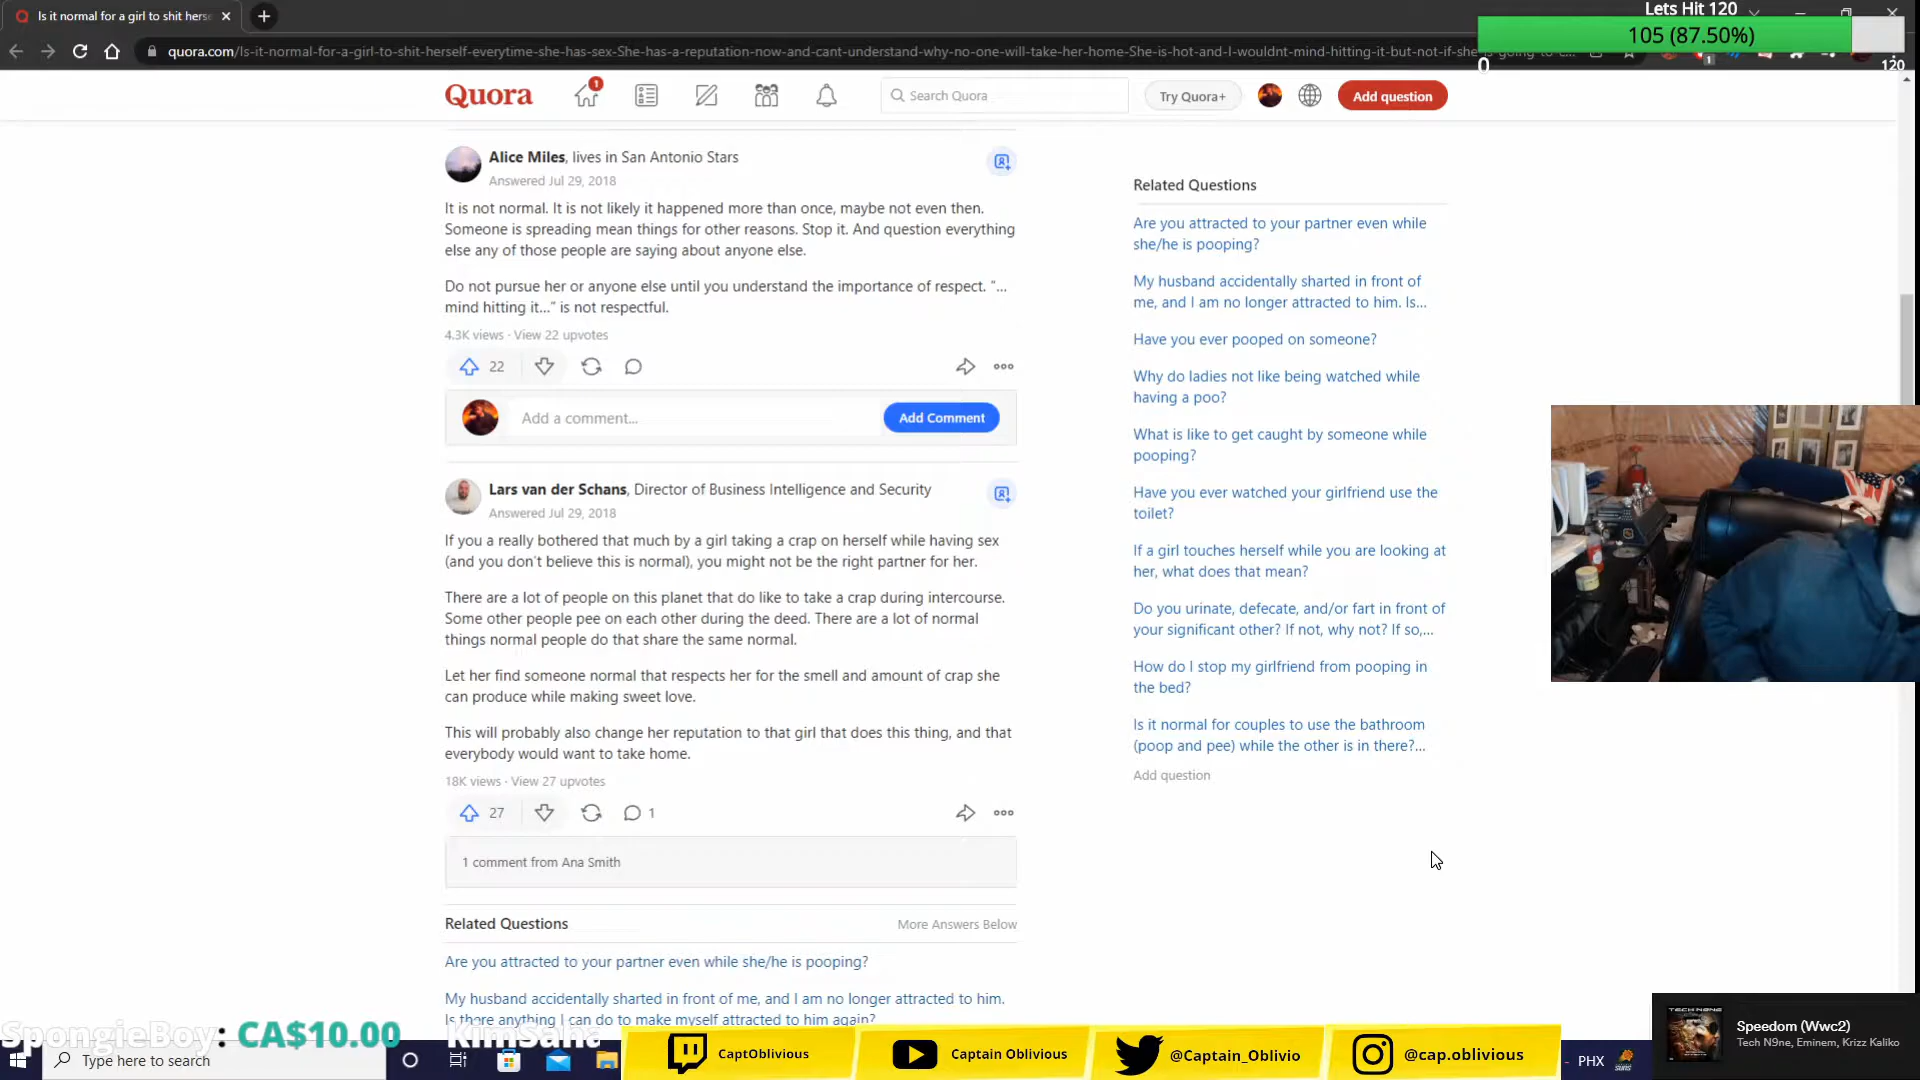 Is it normal for a girl to shit hers
Lets Hit 120
105 (87.50%)
0
120
quora.com/Is-it-normal-for-a-girl-to-shit-herself-everytime-she-has-sex-She-has-a-reputation-now-and-cant-understand-why-no-one-will-take-her-home-She-is-hot-and-I-wouldnt-mind-hitting-it-but-not-if-she-is-going-to-c...
Quora
1
Search Quora
Try Quora+
Add question
Alice Miles, lives in San Antonio Stars
Answered Jul 29, 2018
It is not normal. It is not likely it happened more than once, maybe not even then.
Someone is spreading mean things for other reasons. Stop it. And question everything
else any of those people are saying about anyone else.
Do not pursue her or anyone else until you understand the importance of respect. "...
mind hitting it..." is not respectful.
4.3K views · View 22 upvotes
22
Add a comment...
Add Comment
Lars van der Schans, Director of Business Intelligence and Security
Answered Jul 29, 2018
If you a really bothered that much by a girl taking a crap on herself while having sex
(and you don't believe this is normal), you might not be the right partner for her.
There are a lot of people on this planet that do like to take a crap during intercourse.
Some other people pee on each other during the deed. There are a lot of normal
things normal people do that share the same normal.
Let her find someone normal that respects her for the smell and amount of crap she
can produce while making sweet love.
This will probably also change her reputation to that girl that does this thing, and that
everybody would want to take home.
18K views · View 27 upvotes
27
1
1 comment from Ana Smith
Related Questions
More Answers Below
Are you attracted to your partner even while she/he is pooping?
My husband accidentally sharted in front of me, and I am no longer attracted to him.
Is there anything I can do to make myself attracted to him again?
Related Questions
Are you attracted to your partner even while
she/he is pooping?
My husband accidentally sharted in front of
me, and I am no longer attracted to him. Is...
Have you ever pooped on someone?
Why do ladies not like being watched while
having a poo?
What is like to get caught by someone while
pooping?
Have you ever watched your girlfriend use the
toilet?
If a girl touches herself while you are looking at
her, what does that mean?
Do you urinate, defecate, and/or fart in front of
your significant other? If not, why not? If so,...
How do I stop my girlfriend from pooping in
the bed?
Is it normal for couples to use the bathroom
(poop and pee) while the other is in there?...
Add question
SpongieBoy: CA$10.00
KimSaha
Type here to search
CaptOblivious
Captain Oblivious
@Captain_Oblivio
@cap.oblivious
PHX
TECH N9NE
Speedom (Wwc2)
Tech N9ne, Eminem, Krizz Kaliko